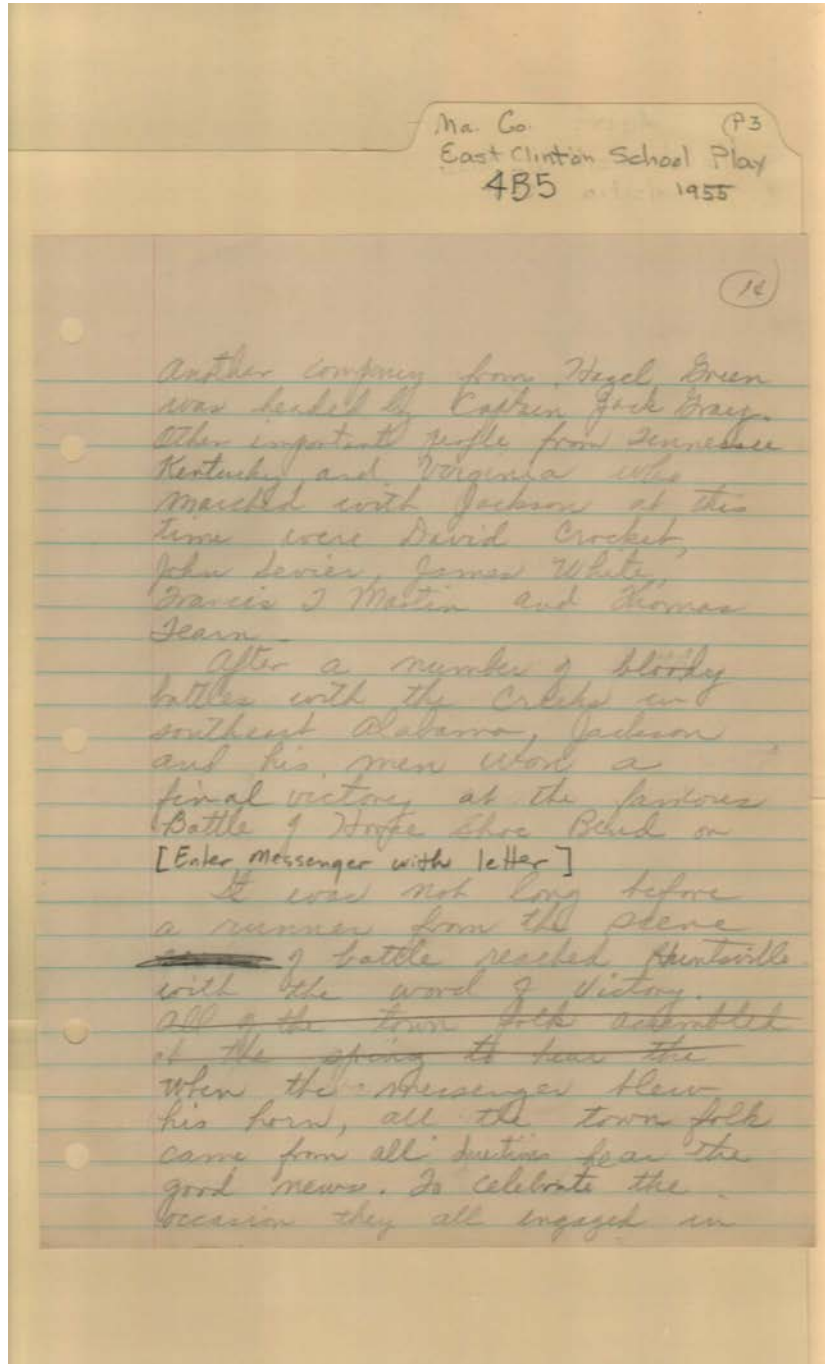 Ma. Co. P3
East Clinton School Play
4B5 1955
14
Another company from Hazel Green
was headed by Captain Jack Gray.
Other important people from Tennessee
Kentucky and Virginia who
marched with Jackson at this
time were David Crocket,
John Sevier, James White,
Francis T Martin and Thomas
Fearn.
After a number of bloody
battles with the Creeks in
southeast Alabama, Jackson
and his men won a
final victory at the famous
Battle of Horse Shoe Bend on
[Enter Messenger with letter]
It was not long before
a runner from the scene
of battle reached Huntsville
with the word of victory.
All of the town folk assembled
at the spring to hear the
When the messenger blew
his horn, all the town folk
came from all directions hear the
good news. To celebrate the
occasion they all engaged in